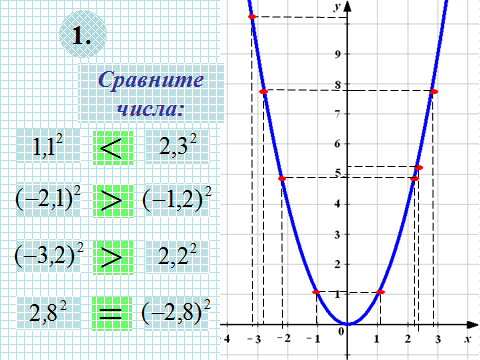 1.
Сравните
числа:
1,1² < 2,3²
(−2,1)² > (−1,2)²
(−3,2)² > 2,2²
2,8² = (−2,8)²
y
9
8
7
6
5
4
3
2
1
-4 -3 -2 -1 0 1 2 3 x